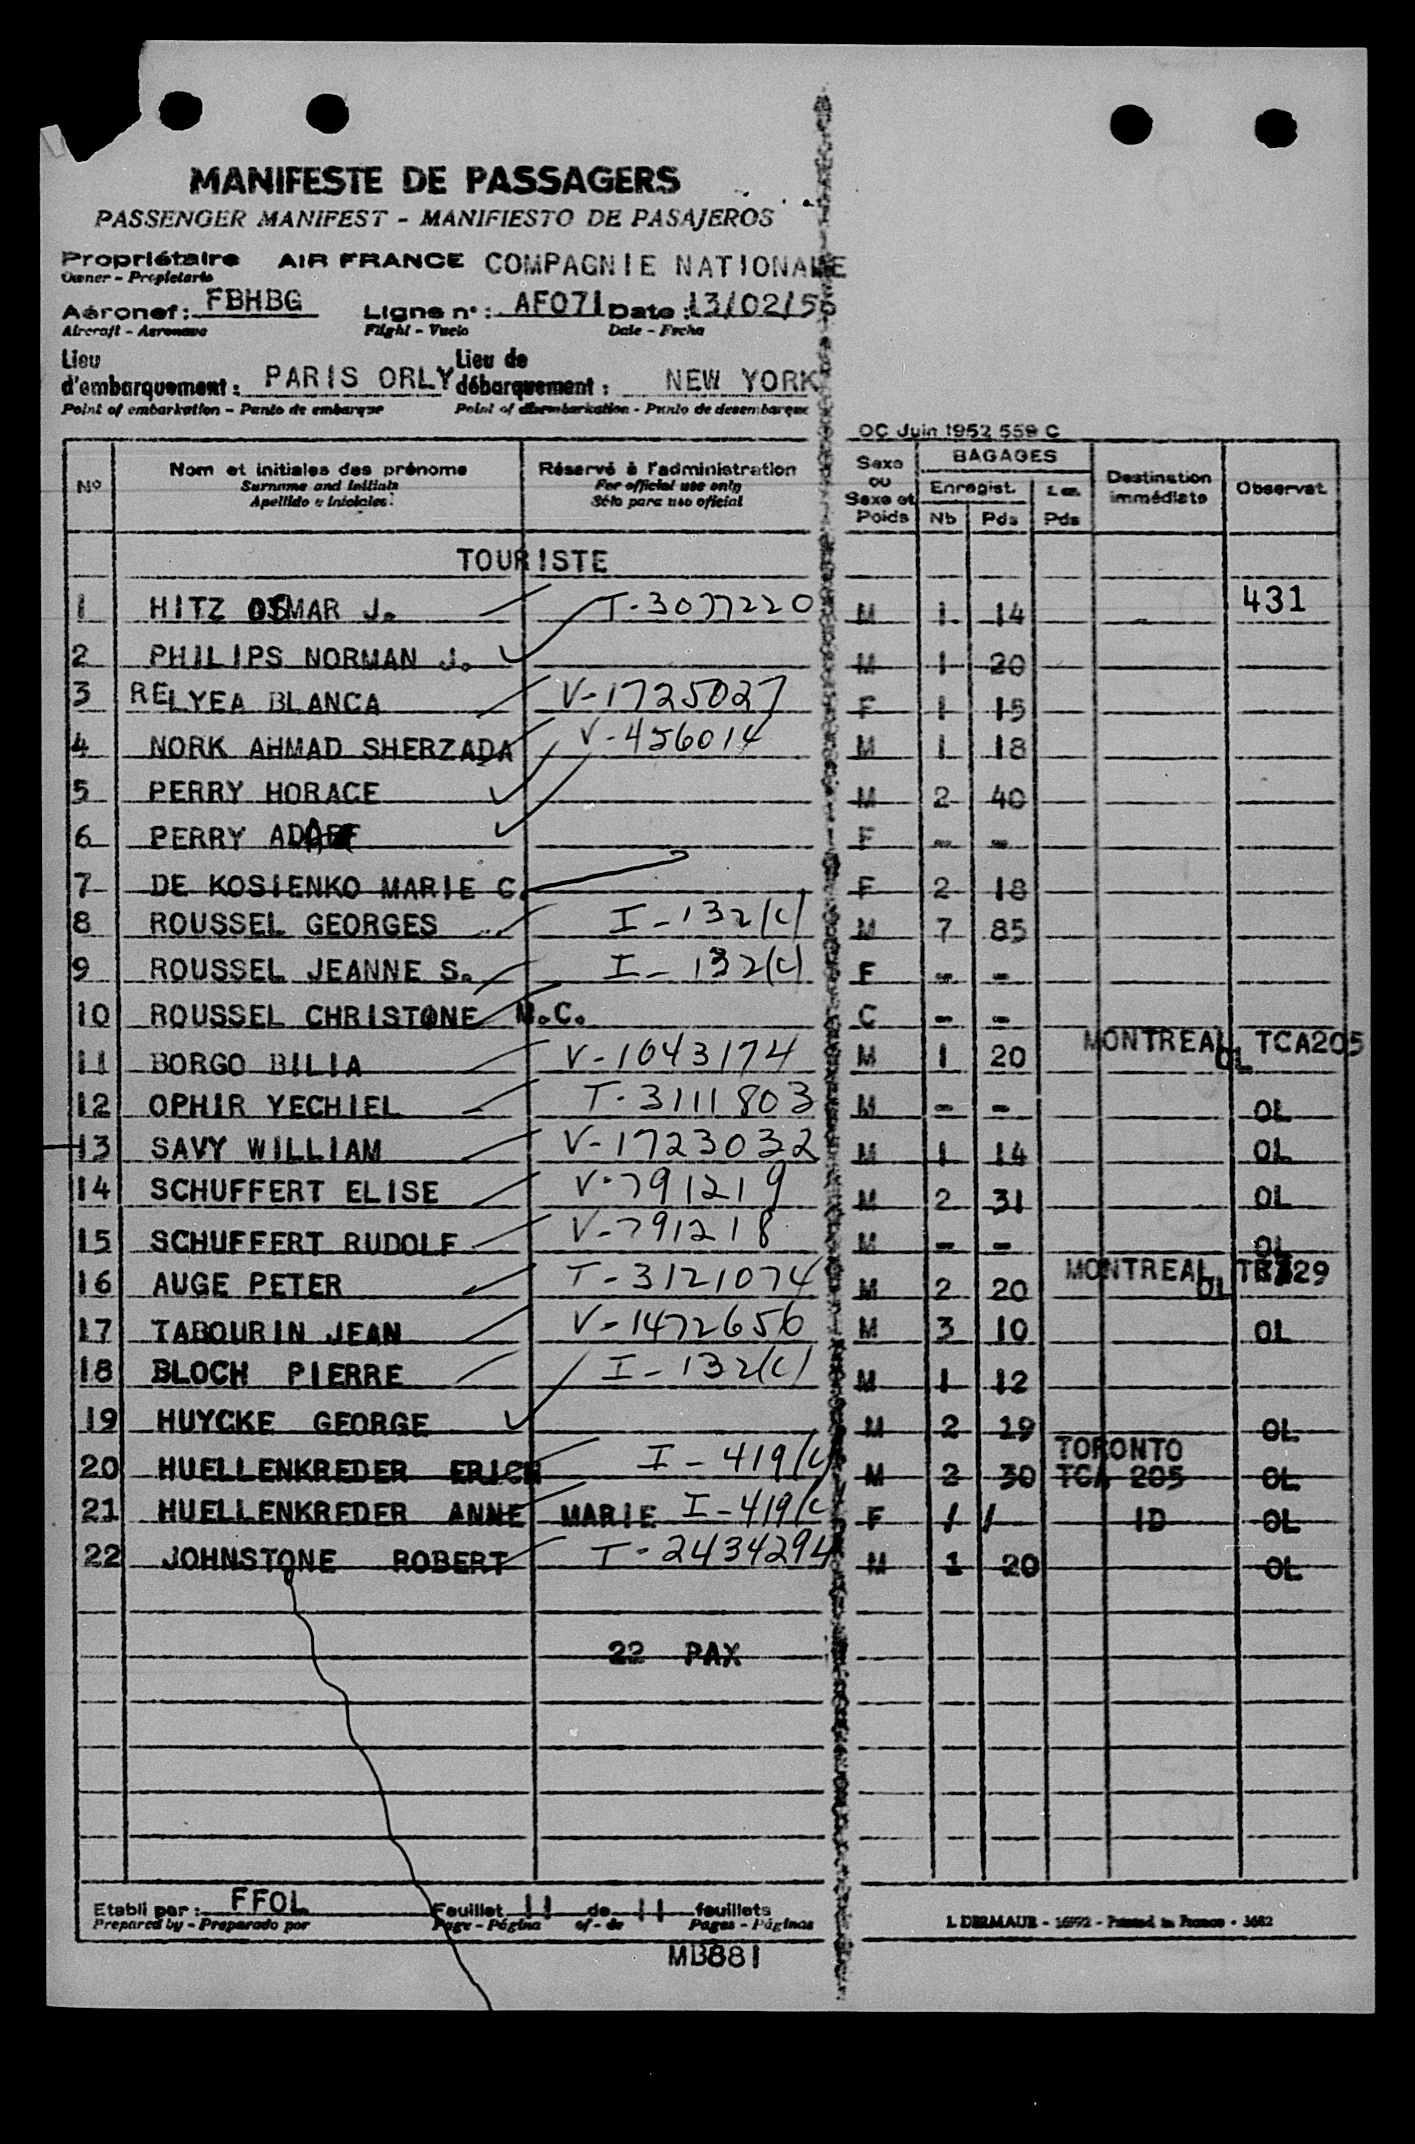 MANIFESTE DE PASSAGERS
PASSENGER MANIFEST - MANIFIESTO DE PASAJEROS
Propriétaire AIR FRANCE COMPAGNIE NATIONALE
Owner - Propietario
Aéronef : FBHBG Ligne n° : AF071 Date : 13/02/55
Aircraft - Aeronave Flight - Vuelo Date - Fecha
Lieu d'embarquement : PARIS ORLY Lieu de débarquement : NEW YORK
Point of embarkation - Punto de embarque Point of disembarkation - Punto de desembarque
OC Juin 1952 559 C
Nº Nom et initiales des prénoms Réservé à l'administration Sexe ou Sexe et Poids BAGAGES Destination immédiate Observat.
Surname and initials For official use only Enregist.
Apellido e iniciales Sólo para uso oficial Nb Pds Pds
TOURISTE
431
1 HITZ OSMAR J. T-3077220 M 1 14
2 PHILIPS NORMAN J. M 1 20
3 RELYEA BLANCA V-1725027 F 1 15
4 NORK AHMAD SHERZADA V-456014 M 1 18
5 PERRY HORACE M 2 40
6 PERRY F - -
7 DE KOSIENKO MARIE C. F 2 18
8 ROUSSEL GEORGES I-132(c) M 7 85
9 ROUSSEL JEANNE S. I-132(c) F - -
10 ROUSSEL CHRISTONE N.C. C - -
11 BORGO BILIA V-1043174 M 1 20 MONTREAL TCA205 OL
12 OPHIR YECHIEL T-3111803 M - - OL
13 SAVY WILLIAM V-1723032 M 1 14 OL
14 SCHUFFERT ELISE V-791219 M 2 31 OL
15 SCHUFFERT RUDOLF V-791218 M - - OL
16 AUGE PETER T-3121074 M 2 20 MONTREAL OL
17 TABOURIN JEAN V-1472656 M 3 10 OL
18 BLOCH PIERRE I-132(c) M 1 12
19 HUYCKE GEORGE M 2 19 OL
20 HUELLENKREDER ERICH I-419(c) M 2 30 TORONTO TCA 205 OL
21 HUELLENKREDER ANNE MARIE I-419(c) F / / ID OL
22 JOHNSTONE ROBERT T-2434294 M 1 20 OL
22 PAX
Etabli par : FFOL Feuillet 11 de 11 feuillets
Prepared by - Preparado por Page - Página of - de Pages - Páginas
I. DERMAUX - 16992 - Printed in France - 3682
MB881